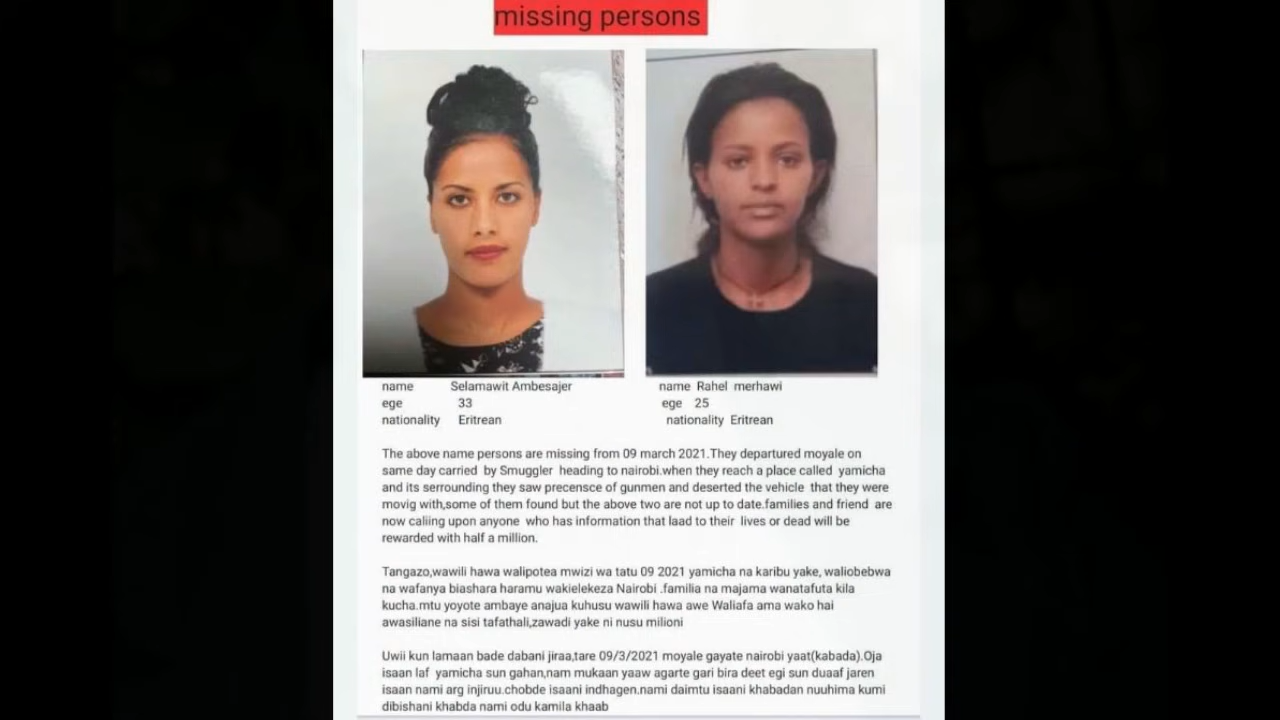 missing persons
name Selamawit Ambesajer
ege 33
nationality Eritrean
name Rahel merhawi
ege 25
nationality Eritrean
The above name persons are missing from 09 march 2021.They departured moyale on
same day carried by Smuggler heading to nairobi.when they reach a place called yamicha
and its serrounding they saw precensce of gunmen and deserted the vehicle that they were
movig with,some of them found but the above two are not up to date.families and friend are
now caliing upon anyone who has information that laad to their lives or dead will be
rewarded with half a million.
Tangazo,wawili hawa walipotea mwizi wa tatu 09 2021 yamicha na karibu yake, waliobebwa
na wafanya biashara haramu wakielekeza Nairobi .familia na majama wanatafuta kila
kucha.mtu yoyote ambaye anajua kuhusu wawili hawa awe Waliafa ama wako hai
awasiliane na sisi tafathali,zawadi yake ni nusu milioni
Uwii kun lamaan bade dabani jiraa,tare 09/3/2021 moyale gayate nairobi yaat(kabada).Oja
isaan laf yamicha sun gahan,nam mukaan yaaw agarte gari bira deet egi sun duaaf jaren
isaan nami arg injiruu.chobde isaani indhagen.nami daimtu isaani khabadan nuuhima kumi
dibishani khabda nami odu kamila khaab